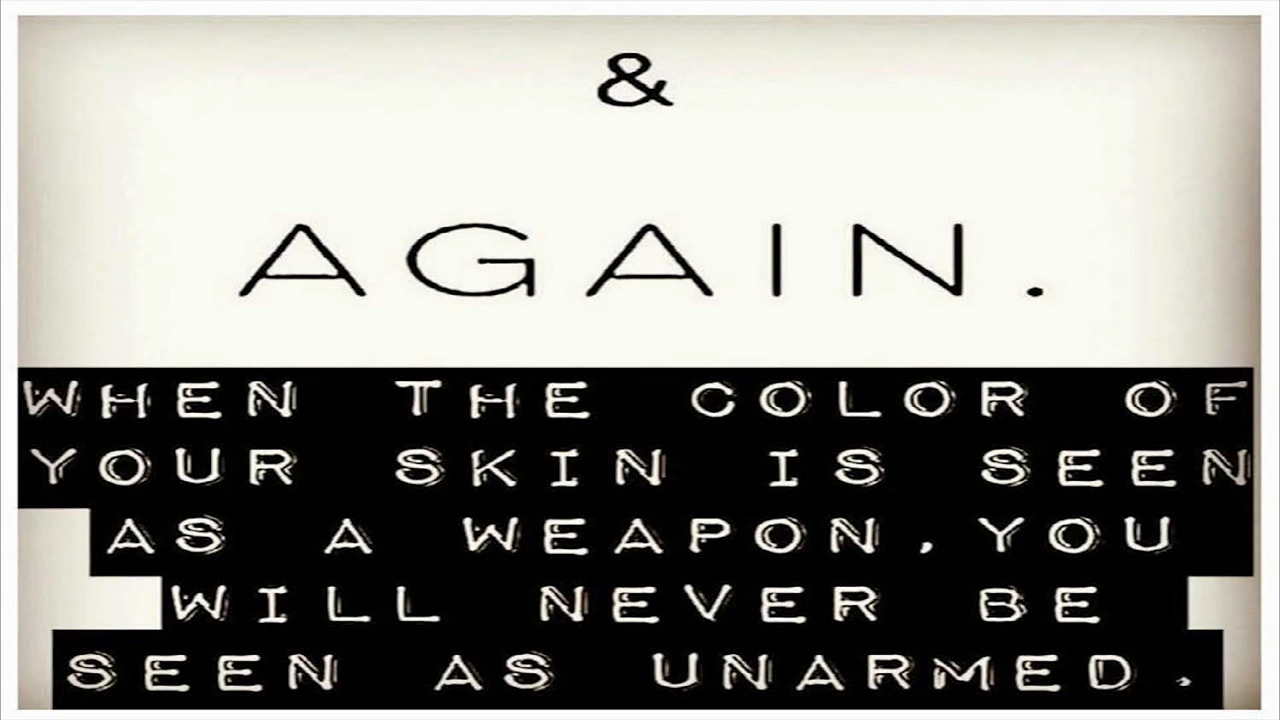 &
AGAIN.
WHEN THE COLOR OF
YOUR SKIN IS SEEN
AS A WEAPON, YOU
WILL NEVER BE
SEEN AS UNARMED.